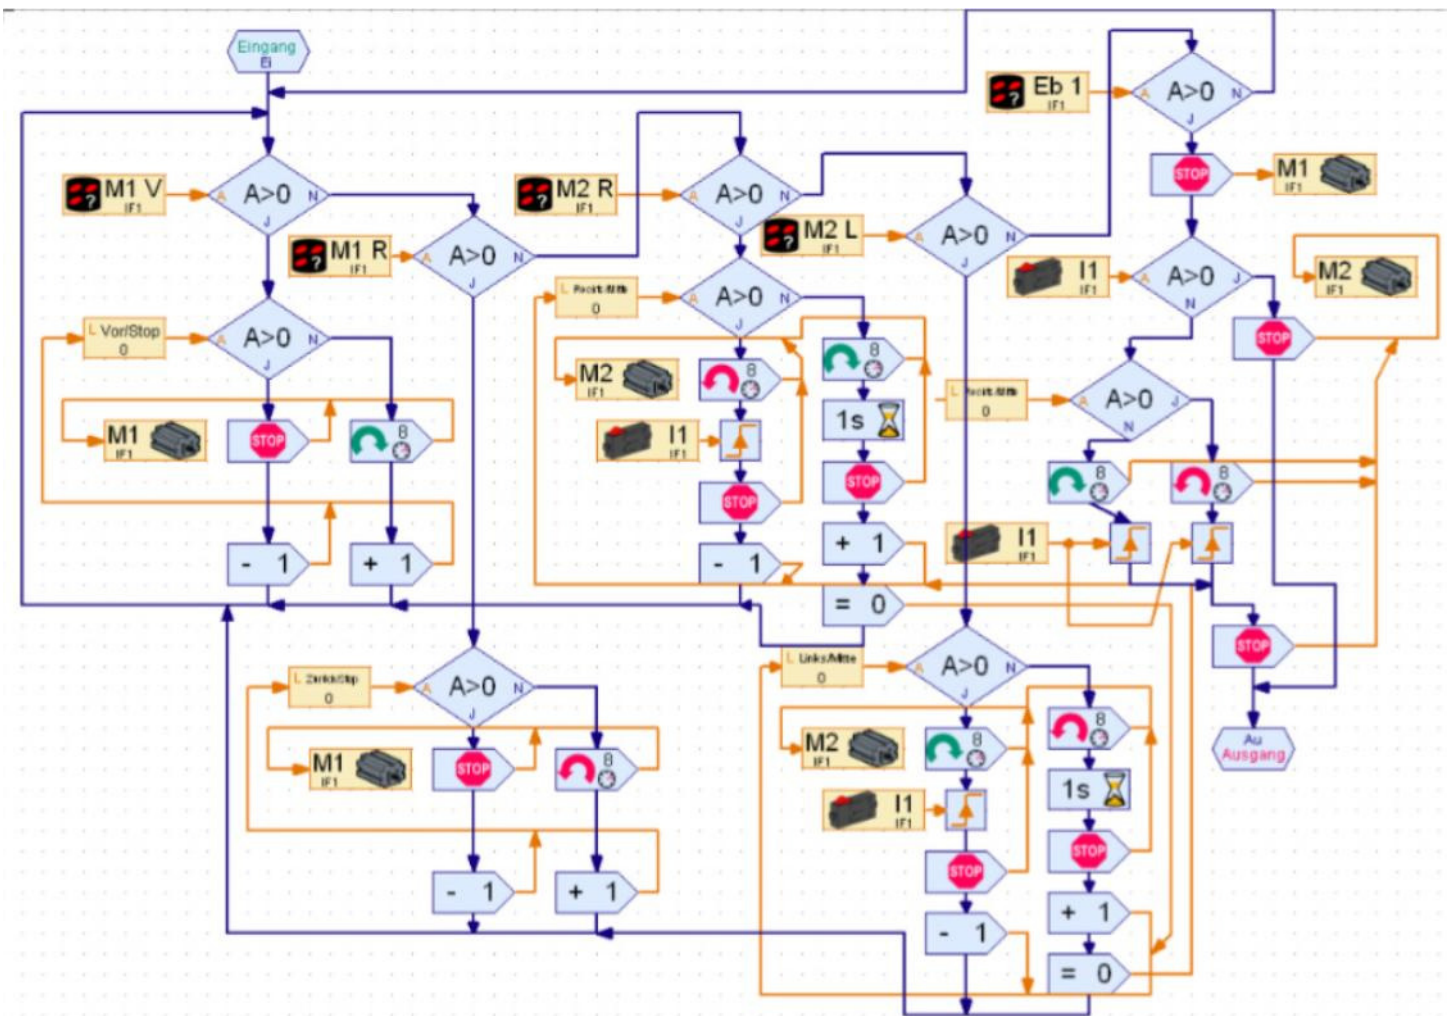 Eingang
Ei
Eb 1
IF1
A
A>0
N
J
STOP
M1
IF1
M1 V
IF1
A
A>0
N
J
M2 R
IF1
A
A>0
N
J
M2 L
IF1
A
A>0
N
J
M1 R
IF1
A
A>0
N
J
I1
IF1
A
A>0
J
N
M2
IF1
L Vor/Stop
0
A
A>0
N
J
L
0
A
A>0
N
J
STOP
M2
IF1
8
8
1s
L
0
A
A>0
J
N
M1
IF1
STOP
8
I1
IF1
STOP
STOP
8
8
- 1
+ 1
- 1
+ 1
= 0
I1
IF1
STOP
L Zurück/Stop
0
A
A>0
N
J
L Links/Mitte
0
A
A>0
N
J
Au
Ausgang
M1
IF1
STOP
8
M2
IF1
8
8
1s
I1
IF1
STOP
STOP
- 1
+ 1
- 1
+ 1
= 0